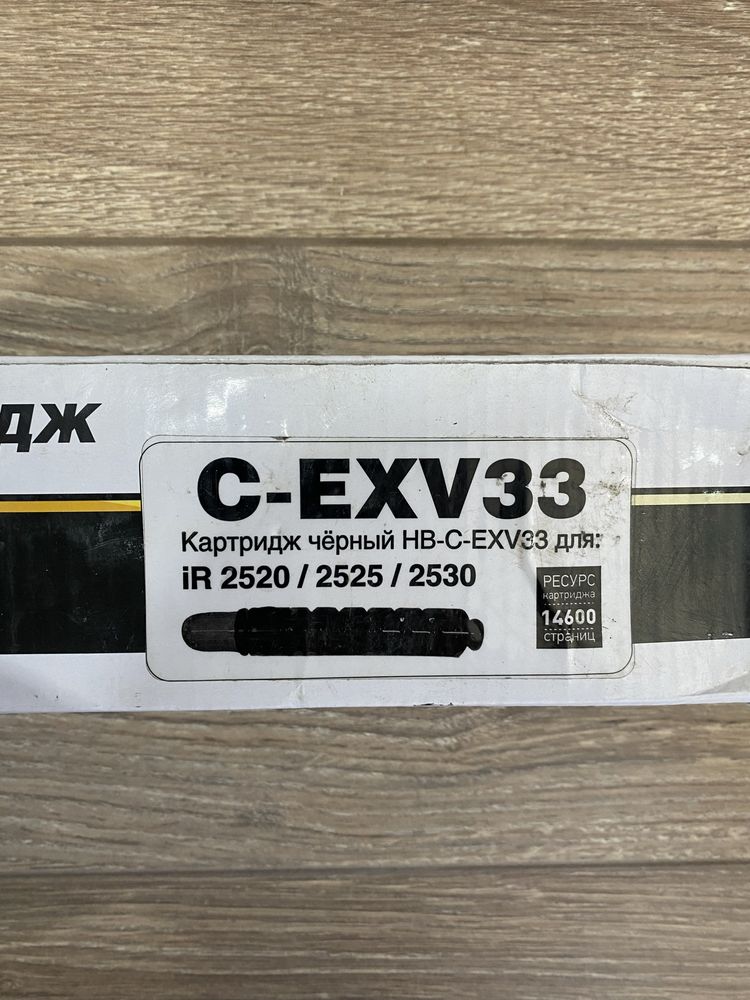 дж
C-EXV33
Картридж чёрный HB-C-EXV33 для:
iR 2520 / 2525 / 2530
РЕСУРС
картриджа
14600
страниц